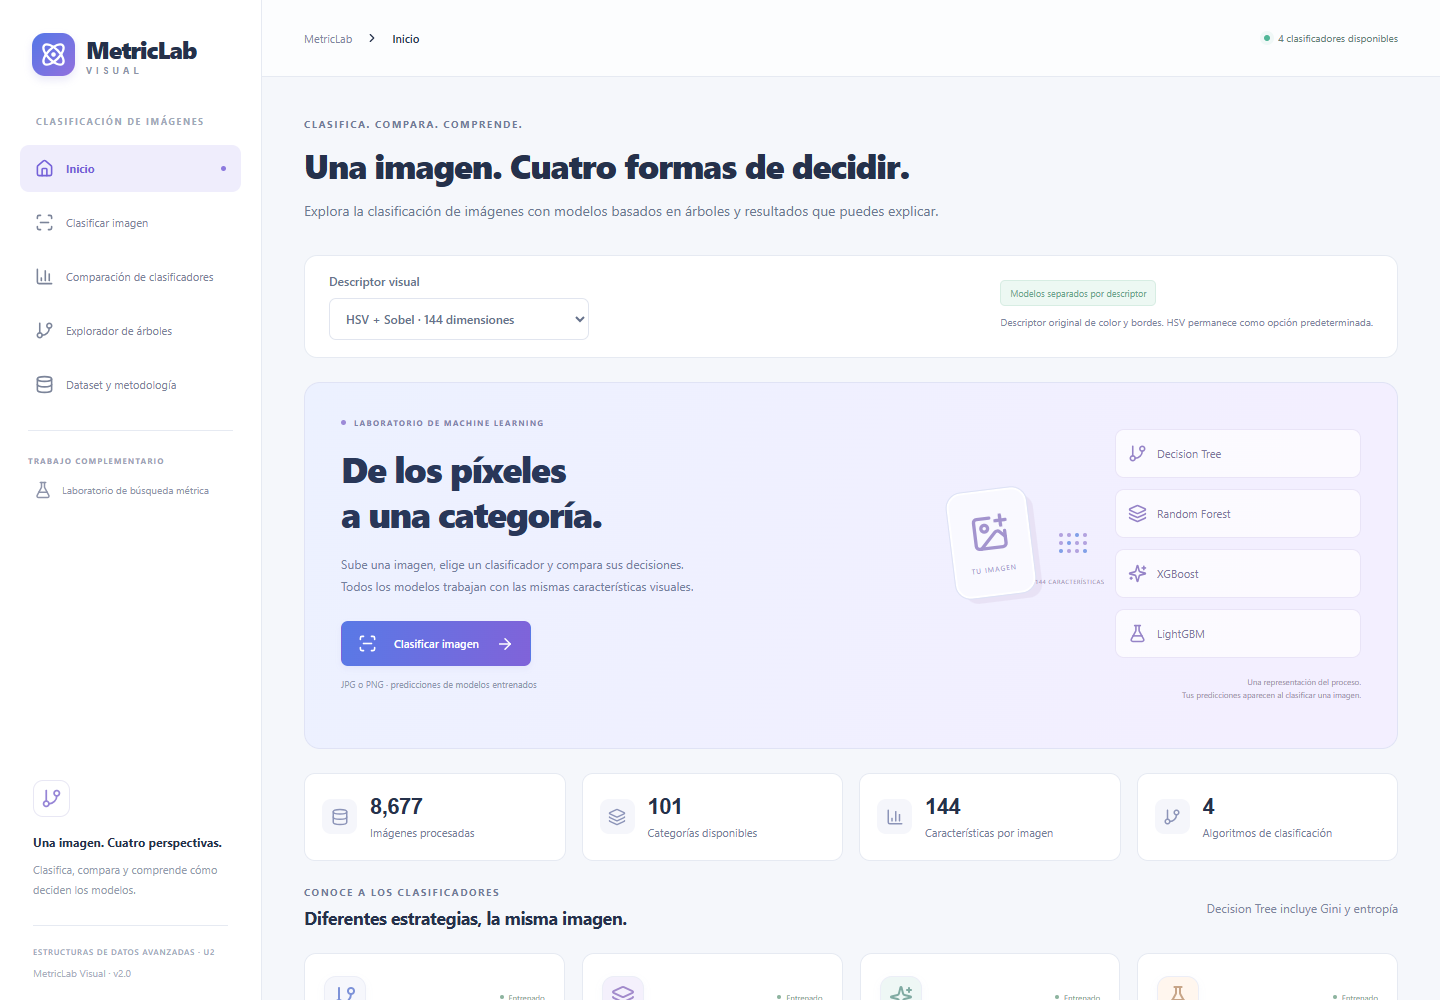 MetricLab
VISUAL
CLASIFICACIÓN DE IMÁGENES
Inicio
Clasificar imagen
Comparación de clasificadores
Explorador de árboles
Dataset y metodología
TRABAJO COMPLEMENTARIO
Laboratorio de búsqueda métrica
Una imagen. Cuatro perspectivas.
Clasifica, compara y comprende cómo
deciden los modelos.
ESTRUCTURAS DE DATOS AVANZADAS · U2
MetricLab Visual · v2.0
MetricLab > Inicio
4 clasificadores disponibles
CLASIFICA. COMPARA. COMPRENDE.
Una imagen. Cuatro formas de decidir.
Explora la clasificación de imágenes con modelos basados en árboles y resultados que puedes explicar.
Descriptor visual
HSV + Sobel · 144 dimensiones
Modelos separados por descriptor
Descriptor original de color y bordes. HSV permanece como opción predeterminada.
LABORATORIO DE MACHINE LEARNING
De los píxeles
a una categoría.
Sube una imagen, elige un clasificador y compara sus decisiones.
Todos los modelos trabajan con las mismas características visuales.
Clasificar imagen
JPG o PNG · predicciones de modelos entrenados
TU IMAGEN
144 CARACTERÍSTICAS
Decision Tree
Random Forest
XGBoost
LightGBM
Una representación del proceso.
Tus predicciones aparecen al clasificar una imagen.
8,677
Imágenes procesadas
101
Categorías disponibles
144
Características por imagen
4
Algoritmos de clasificación
CONOCE A LOS CLASIFICADORES
Diferentes estrategias, la misma imagen.
Decision Tree incluye Gini y entropía
Entrenado
Entrenado
Entrenado
Entrenado